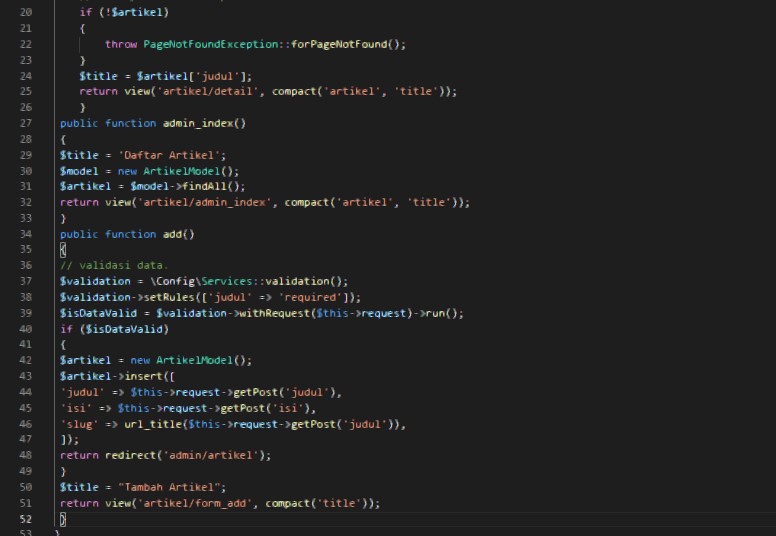 20 if (!$artikel)
21 {
22 throw PageNotFoundException::forPageNotFound();
23 }
24 $title = $artikel['judul'];
25 return view('artikel/detail', compact('artikel', 'title'));
26 }
27 public function admin_index()
28 {
29 $title = 'Daftar Artikel';
30 $model = new ArtikelModel();
31 $artikel = $model->findAll();
32 return view('artikel/admin_index', compact('artikel', 'title'));
33 }
34 public function add()
35 {
36 // validasi data.
37 $validation = \Config\Services::validation();
38 $validation->setRules(['judul' => 'required']);
39 $isDataValid = $validation->withRequest($this->request)->run();
40 if ($isDataValid)
41 {
42 $artikel = new ArtikelModel();
43 $artikel->insert([
44 'judul' => $this->request->getPost('judul'),
45 'isi' => $this->request->getPost('isi'),
46 'slug' => url_title($this->request->getPost('judul')),
47 ]);
48 return redirect('admin/artikel');
49 }
50 $title = "Tambah Artikel";
51 return view('artikel/form_add', compact('title'));
52 }
53 }